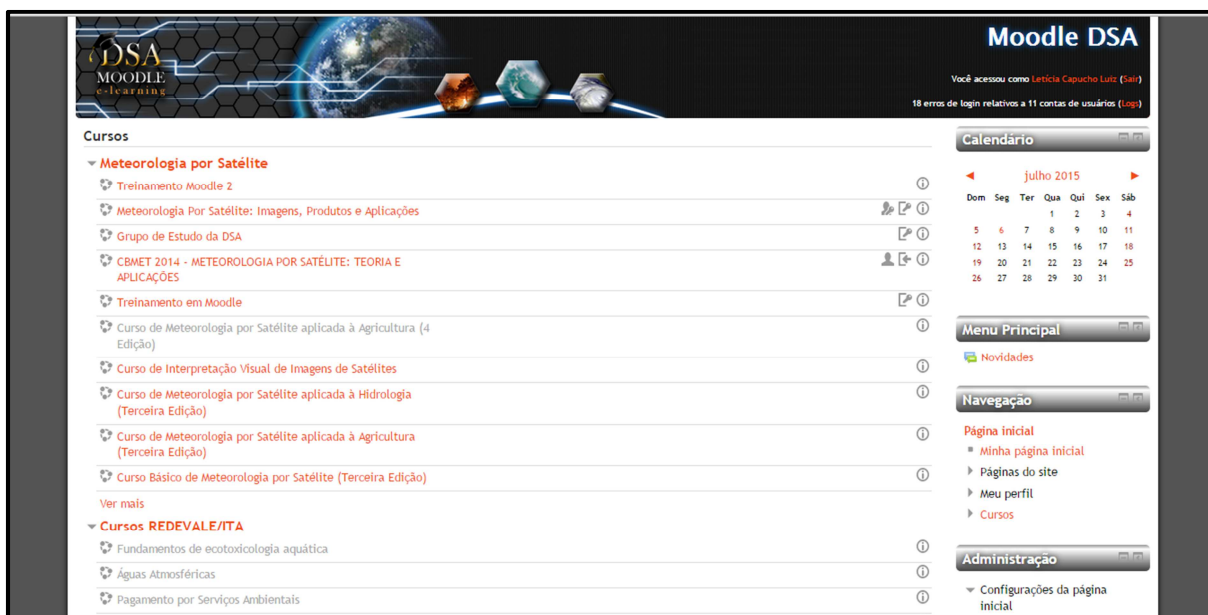 DSA
MOODLE
e-learning
Moodle DSA
Você acessou como Letícia Capucho Luiz (Sair)
18 erros de login relativos a 11 contas de usuários (Logs)
Cursos
Meteorologia por Satélite
Treinamento Moodle 2
Meteorologia Por Satélite: Imagens, Produtos e Aplicações
Grupo de Estudo da DSA
CBMET 2014 - METEOROLOGIA POR SATÉLITE: TEORIA E
APLICAÇÕES
Treinamento em Moodle
Curso de Meteorologia por Satélite aplicada à Agricultura (4
Edição)
Curso de Interpretação Visual de Imagens de Satélites
Curso de Meteorologia por Satélite aplicada à Hidrologia
(Terceira Edição)
Curso de Meteorologia por Satélite aplicada à Agricultura
(Terceira Edição)
Curso Básico de Meteorologia por Satélite (Terceira Edição)
Ver mais
Cursos REDEVALE/ITA
Fundamentos de ecotoxicologia aquática
Águas Atmosféricas
Pagamento por Serviços Ambientais
Calendário
julho 2015
Dom Seg Ter Qua Qui Sex Sáb
1 2 3 4
5 6 7 8 9 10 11
12 13 14 15 16 17 18
19 20 21 22 23 24 25
26 27 28 29 30 31
Menu Principal
Novidades
Navegação
Página inicial
Minha página inicial
Páginas do site
Meu perfil
Cursos
Administração
Configurações da página
inicial